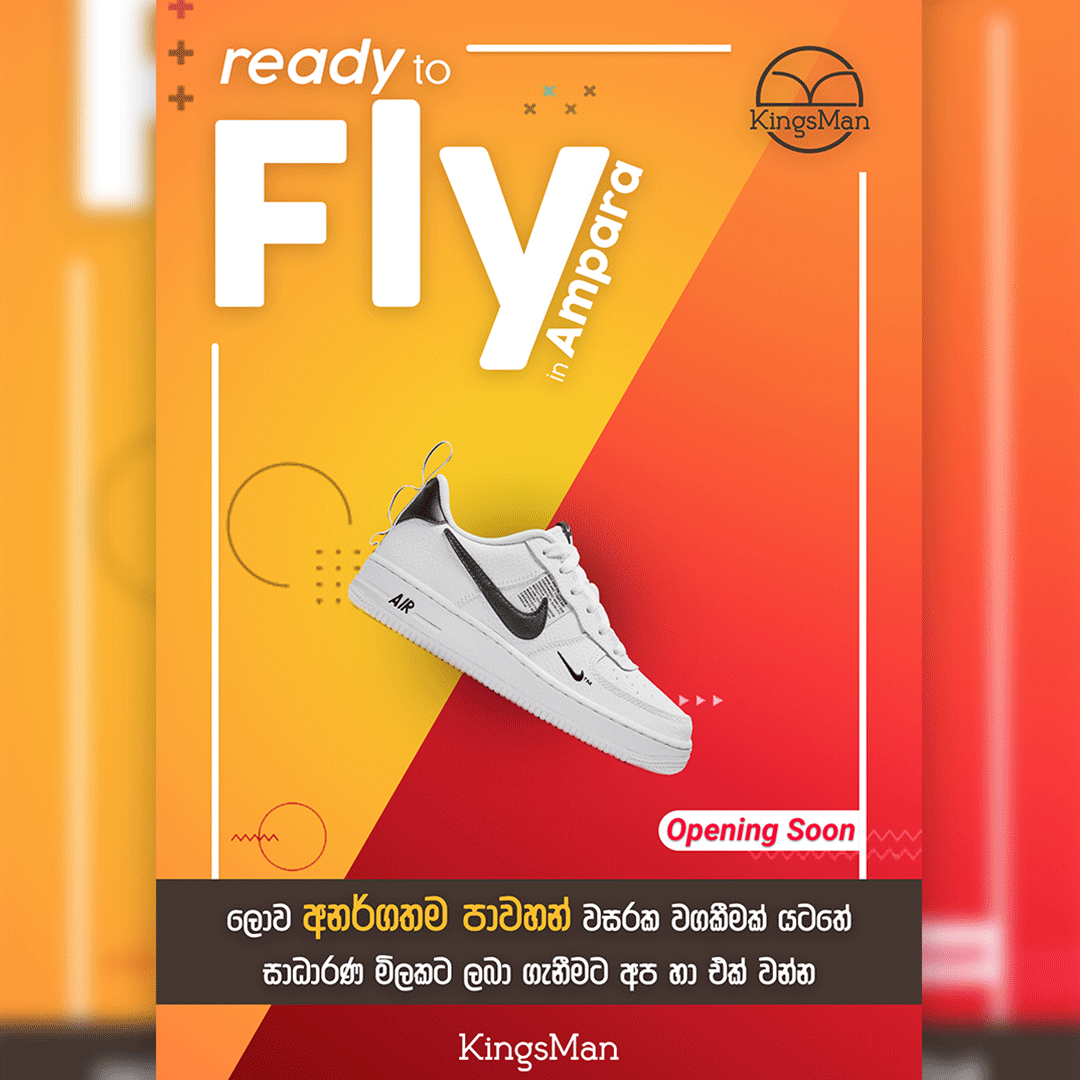 ready to
Fly
in Ampara
KingsMan
AIR
Opening Soon
ලොව අනර්ගතම පාවහන් වසරක වගකීමක් යටතේ
සාධාරණ මිලකට ලබා ගැනීමට අප හා එක් වන්න
KingsMan